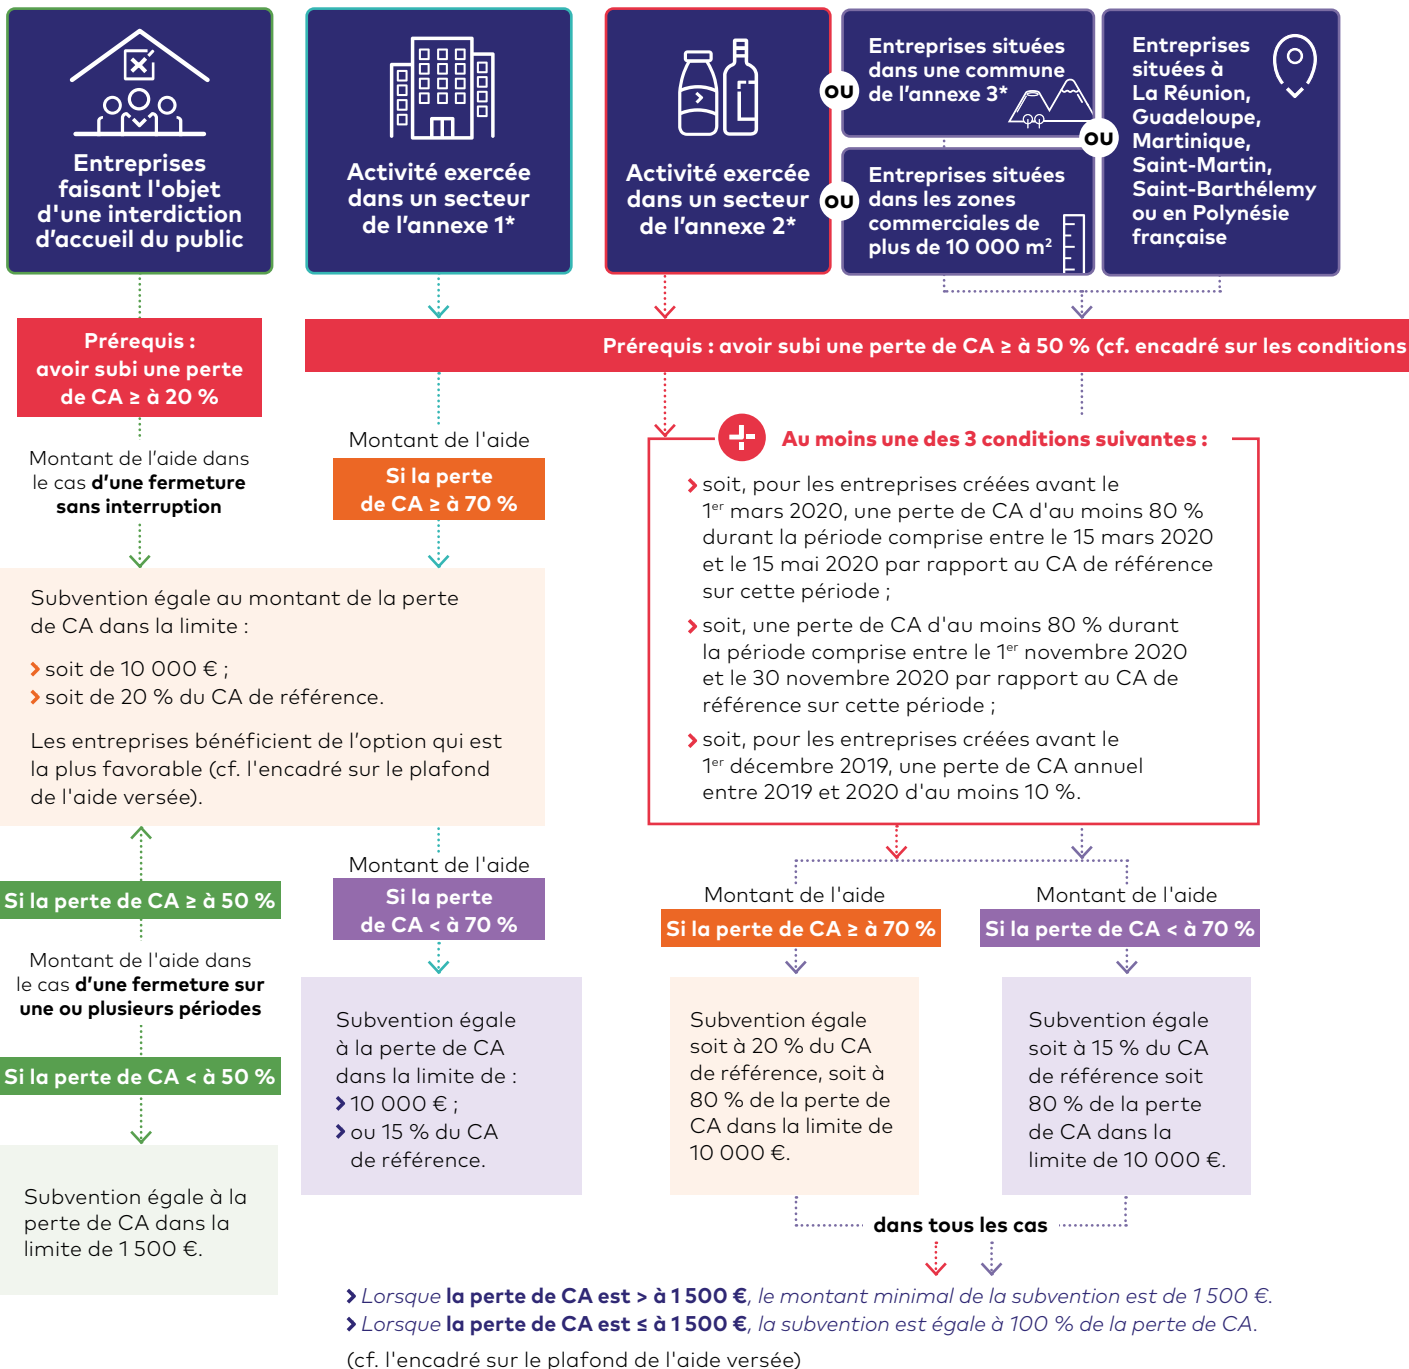 Entreprises
faisant l'objet
d'une interdiction
d'accueil du public
Activité exercée
dans un secteur
de l'annexe 1*
Activité exercée
dans un secteur
de l'annexe 2*
ou
Entreprises situées
dans une commune
de l'annexe 3*
ou
Entreprises situées
dans les zones
commerciales de
plus de 10 000 m²
ou
Entreprises
situées à
La Réunion,
Guadeloupe,
Martinique,
Saint-Martin,
Saint-Barthélemy
ou en Polynésie
française
Prérequis :
avoir subi une perte
de CA ≥ à 20 %
Prérequis : avoir subi une perte de CA ≥ à 50 % (cf. encadré sur les conditions
Montant de l'aide dans
le cas d'une fermeture
sans interruption
Montant de l'aide
Si la perte
de CA ≥ à 70 %
Subvention égale au montant de la perte
de CA dans la limite :
soit de 10 000 € ;
soit de 20 % du CA de référence.
Les entreprises bénéficient de l'option qui est
la plus favorable (cf. l'encadré sur le plafond
de l'aide versée).
Si la perte de CA ≥ à 50 %
Montant de l'aide dans
le cas d'une fermeture sur
une ou plusieurs périodes
Si la perte de CA < à 50 %
Subvention égale à la
perte de CA dans la
limite de 1 500 €.
Montant de l'aide
Si la perte
de CA < à 70 %
Subvention égale
à la perte de CA
dans la limite de :
10 000 € ;
ou 15 % du CA
de référence.
Au moins une des 3 conditions suivantes :
soit, pour les entreprises créées avant le
1er mars 2020, une perte de CA d'au moins 80 %
durant la période comprise entre le 15 mars 2020
et le 15 mai 2020 par rapport au CA de référence
sur cette période ;
soit, une perte de CA d'au moins 80 % durant
la période comprise entre le 1er novembre 2020
et le 30 novembre 2020 par rapport au CA de
référence sur cette période ;
soit, pour les entreprises créées avant le
1er décembre 2019, une perte de CA annuel
entre 2019 et 2020 d'au moins 10 %.
Montant de l'aide
Si la perte de CA ≥ à 70 %
Subvention égale
soit à 20 % du CA
de référence, soit à
80 % de la perte de
CA dans la limite de
10 000 €.
Montant de l'aide
Si la perte de CA < à 70 %
Subvention égale
soit à 15 % du CA
de référence soit
80 % de la perte
de CA dans la
limite de 10 000 €.
dans tous les cas
Lorsque la perte de CA est > à 1 500 €, le montant minimal de la subvention est de 1 500 €.
Lorsque la perte de CA est ≤ à 1 500 €, la subvention est égale à 100 % de la perte de CA.
(cf. l'encadré sur le plafond de l'aide versée)